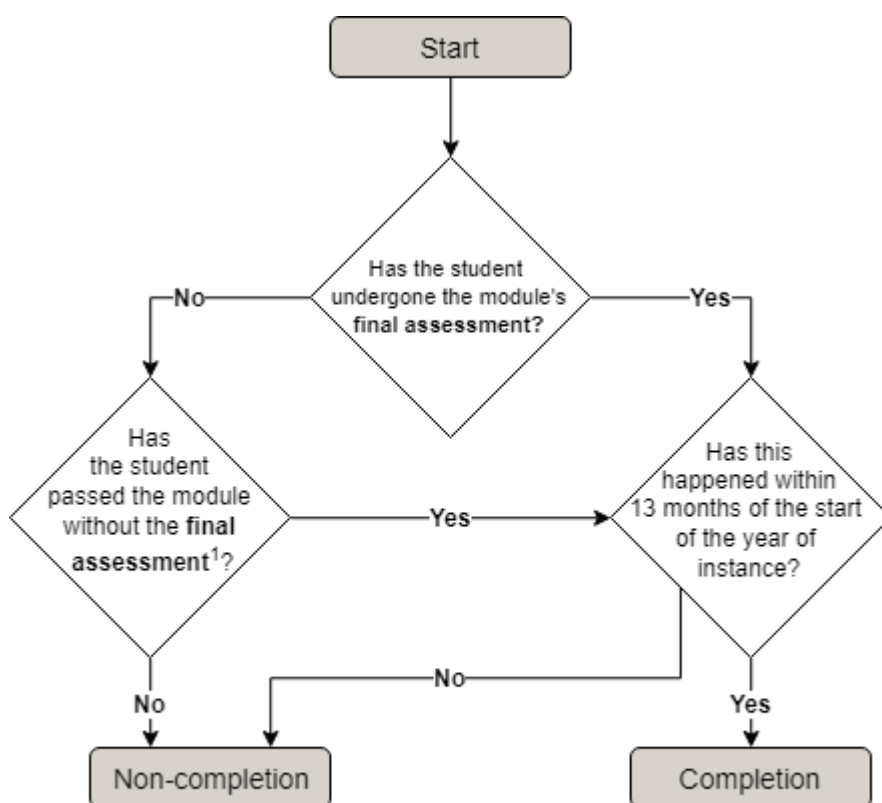 Start
Has the student
undergone the module's
final assessment?
No
Yes
Has
the student
passed the module
without the final
assessment¹?
Yes
Has this
happened within
13 months of the start
of the year of
instance?
No
No
Yes
Non-completion
Completion